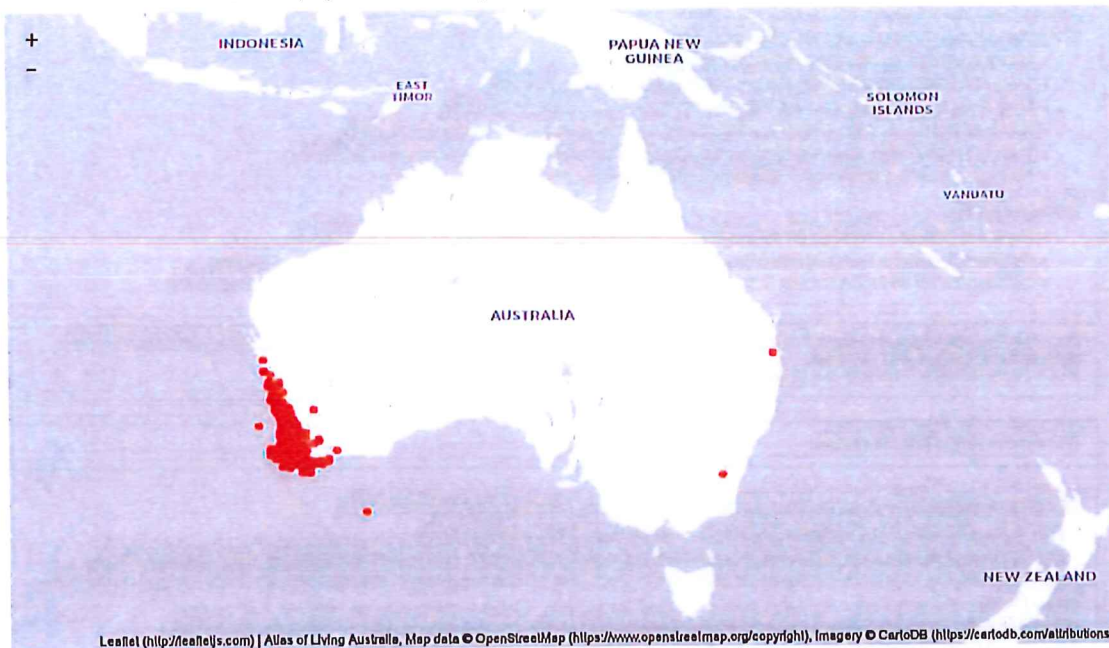 +
−
INDONESIA
PAPUA NEW
GUINEA
EAST
TIMOR
SOLOMON
ISLANDS
VANUATU
AUSTRALIA
NEW ZEALAND
Leaflet (http://leafletjs.com) | Atlas of Living Australia, Map data © OpenStreetMap (https://www.openstreetmap.org/copyright), Imagery © CartoDB (https://cartodb.com/attributions